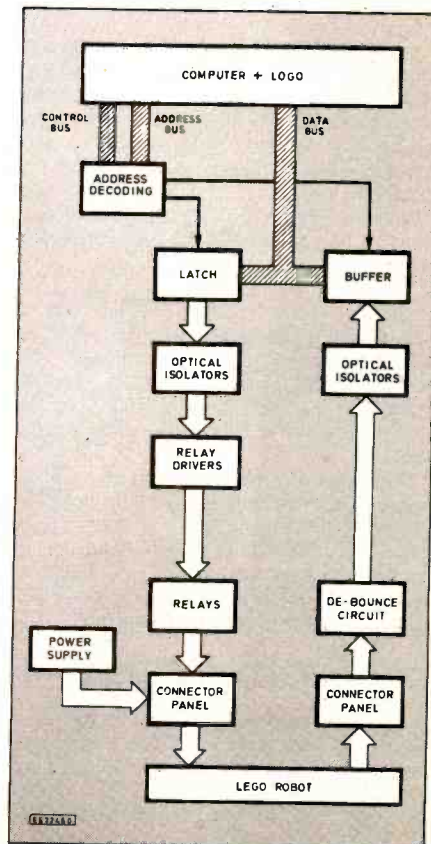 COMPUTER + LOGO
CONTROL
BUS
ADDRESS
BUS
DATA
BUS
ADDRESS
DECODING
LATCH
BUFFER
OPTICAL
ISOLATORS
OPTICAL
ISOLATORS
RELAY
DRIVERS
RELAYS
DE-BOUNCE
CIRCUIT
POWER
SUPPLY
CONNECTOR
PANEL
CONNECTOR
PANEL
LEGO ROBOT